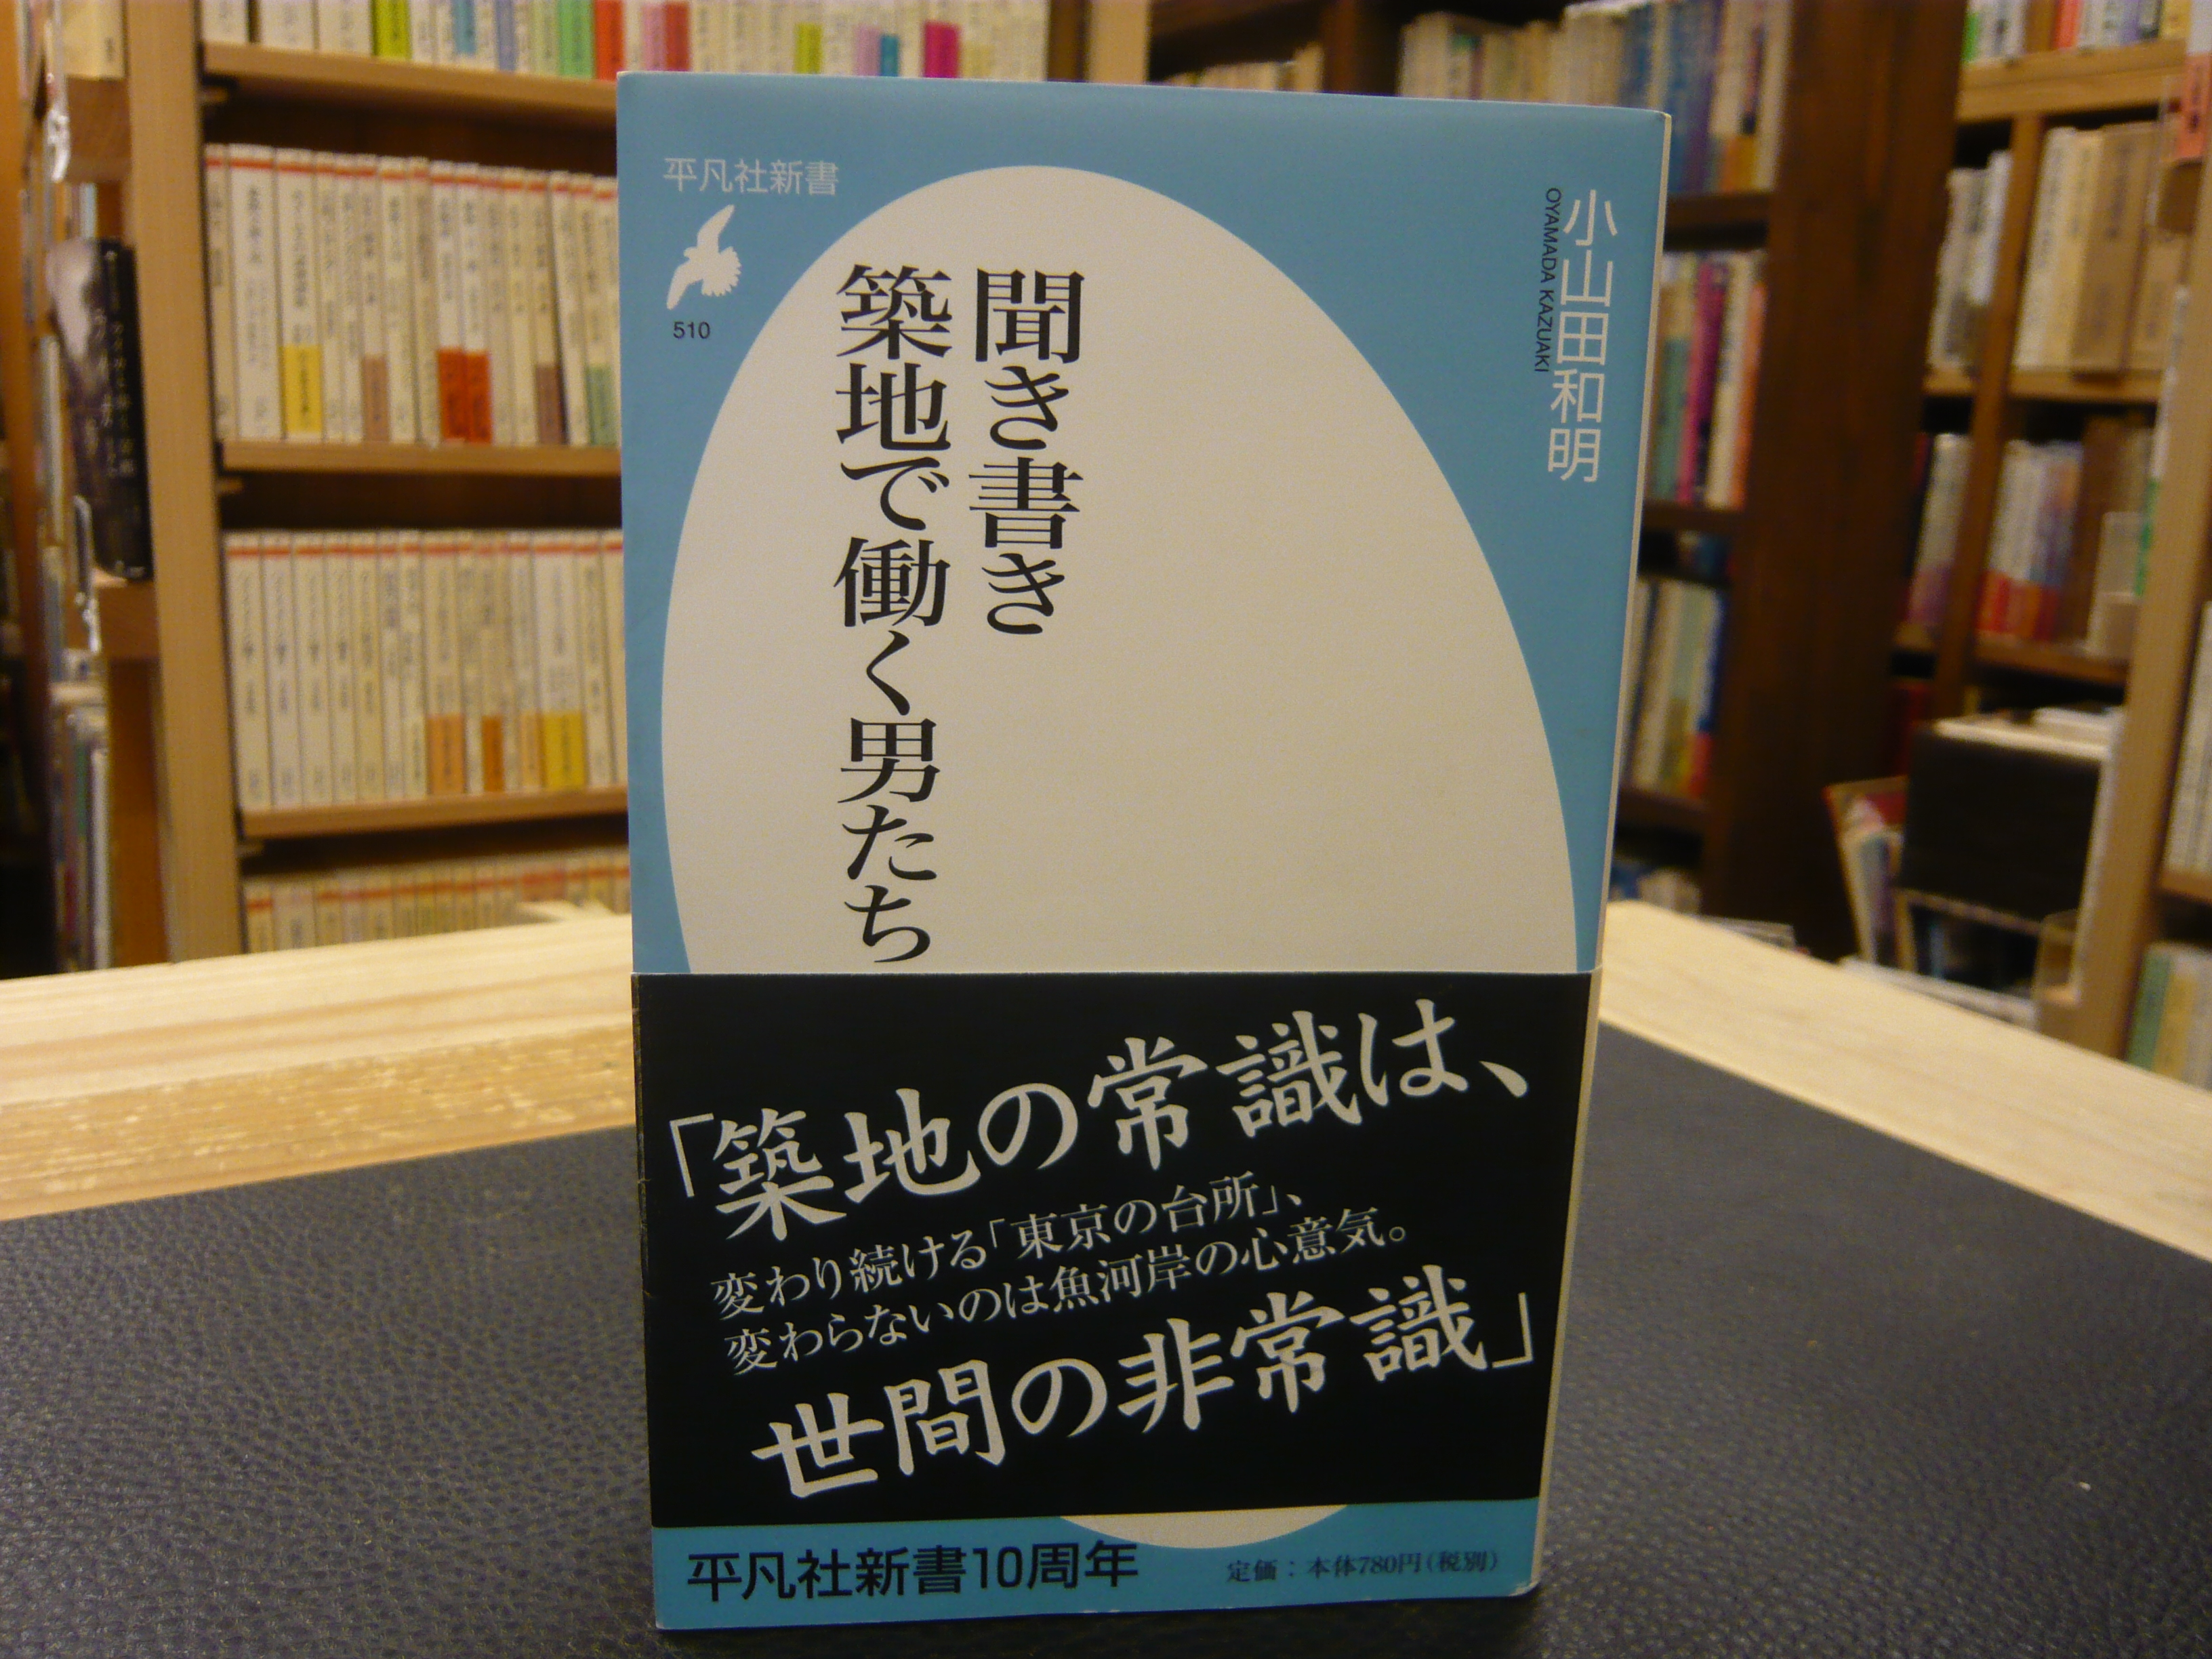 平凡社新書
510
小山田和明
OYAMADA KAZUAKI
聞き書き
築地で働く男たち
「築地の常識は、
変わり続ける「東京の台所」、
変わらないのは魚河岸の心意気。
世間の非常識」
平凡社新書10周年
定価：本体780円(税別)